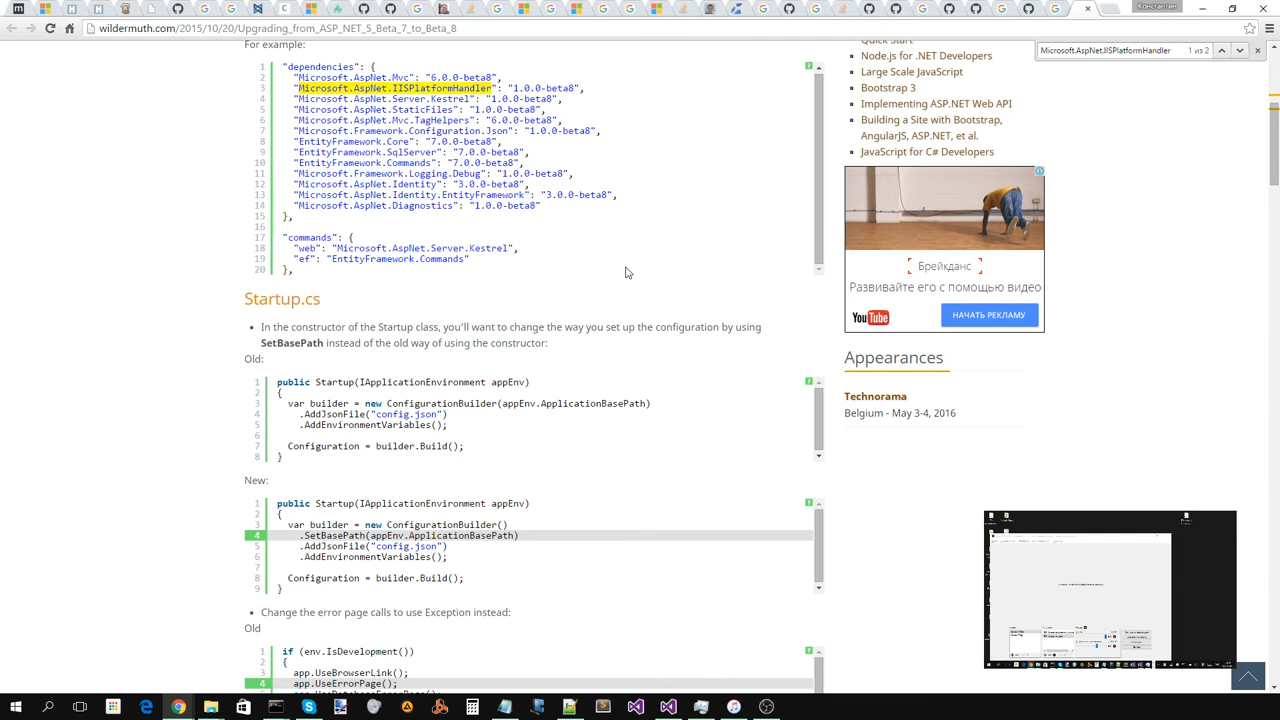 Константин
wildermuth.com/2015/10/20/Upgrading_from_ASP_NET_5_Beta_7_to_Beta_8
Microsoft.AspNet.IISPlatformHandler 1 из 2
For example:
1 "dependencies": {
2 "Microsoft.AspNet.Mvc": "6.0.0-beta8",
3 "Microsoft.AspNet.IISPlatformHandler": "1.0.0-beta8",
4 "Microsoft.AspNet.Server.Kestrel": "1.0.0-beta8",
5 "Microsoft.AspNet.StaticFiles": "1.0.0-beta8",
6 "Microsoft.AspNet.Mvc.TagHelpers": "6.0.0-beta8",
7 "Microsoft.Framework.Configuration.Json": "1.0.0-beta8",
8 "EntityFramework.Core": "7.0.0-beta8",
9 "EntityFramework.SqlServer": "7.0.0-beta8",
10 "EntityFramework.Commands": "7.0.0-beta8",
11 "Microsoft.Framework.Logging.Debug": "1.0.0-beta8",
12 "Microsoft.AspNet.Identity": "3.0.0-beta8",
13 "Microsoft.AspNet.Identity.EntityFramework": "3.0.0-beta8",
14 "Microsoft.AspNet.Diagnostics": "1.0.0-beta8"
15 },
16
17 "commands": {
18 "web": "Microsoft.AspNet.Server.Kestrel",
19 "ef": "EntityFramework.Commands"
20 },
Startup.cs
In the constructor of the Startup class, you'll want to change the way you set up the configuration by using
SetBasePath instead of the old way of using the constructor:
Old:
1 public Startup(IApplicationEnvironment appEnv)
2 {
3 var builder = new ConfigurationBuilder(appEnv.ApplicationBasePath)
4 .AddJsonFile("config.json")
5 .AddEnvironmentVariables();
6
7 Configuration = builder.Build();
8 }
New:
1 public Startup(IApplicationEnvironment appEnv)
2 {
3 var builder = new ConfigurationBuilder()
4 .SetBasePath(appEnv.ApplicationBasePath)
5 .AddJsonFile("config.json")
6 .AddEnvironmentVariables();
7
8 Configuration = builder.Build();
9 }
Change the error page calls to use Exception instead:
Old
1 if (env.IsDevelopment())
2 {
3 app.UseBrowserLink();
4 app.UseErrorPage();
Quick Start
Node.js for .NET Developers
Large Scale JavaScript
Bootstrap 3
Implementing ASP.NET Web API
Building a Site with Bootstrap,
AngularJS, ASP.NET, et al.
JavaScript for C# Developers
Брейкданс
Развивайте его с помощью видео
YouTube НАЧАТЬ РЕКЛАМУ
Appearances
Technorama
Belgium - May 3-4, 2016